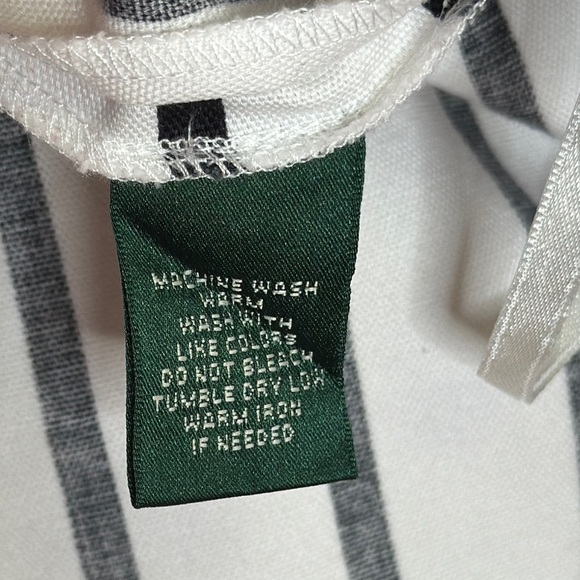 MACHINE WASH
WARM
WASH WITH
LIKE COLORS
DO NOT BLEACH
TUMBLE DRY LOW
WARM IRON
IF NEEDED